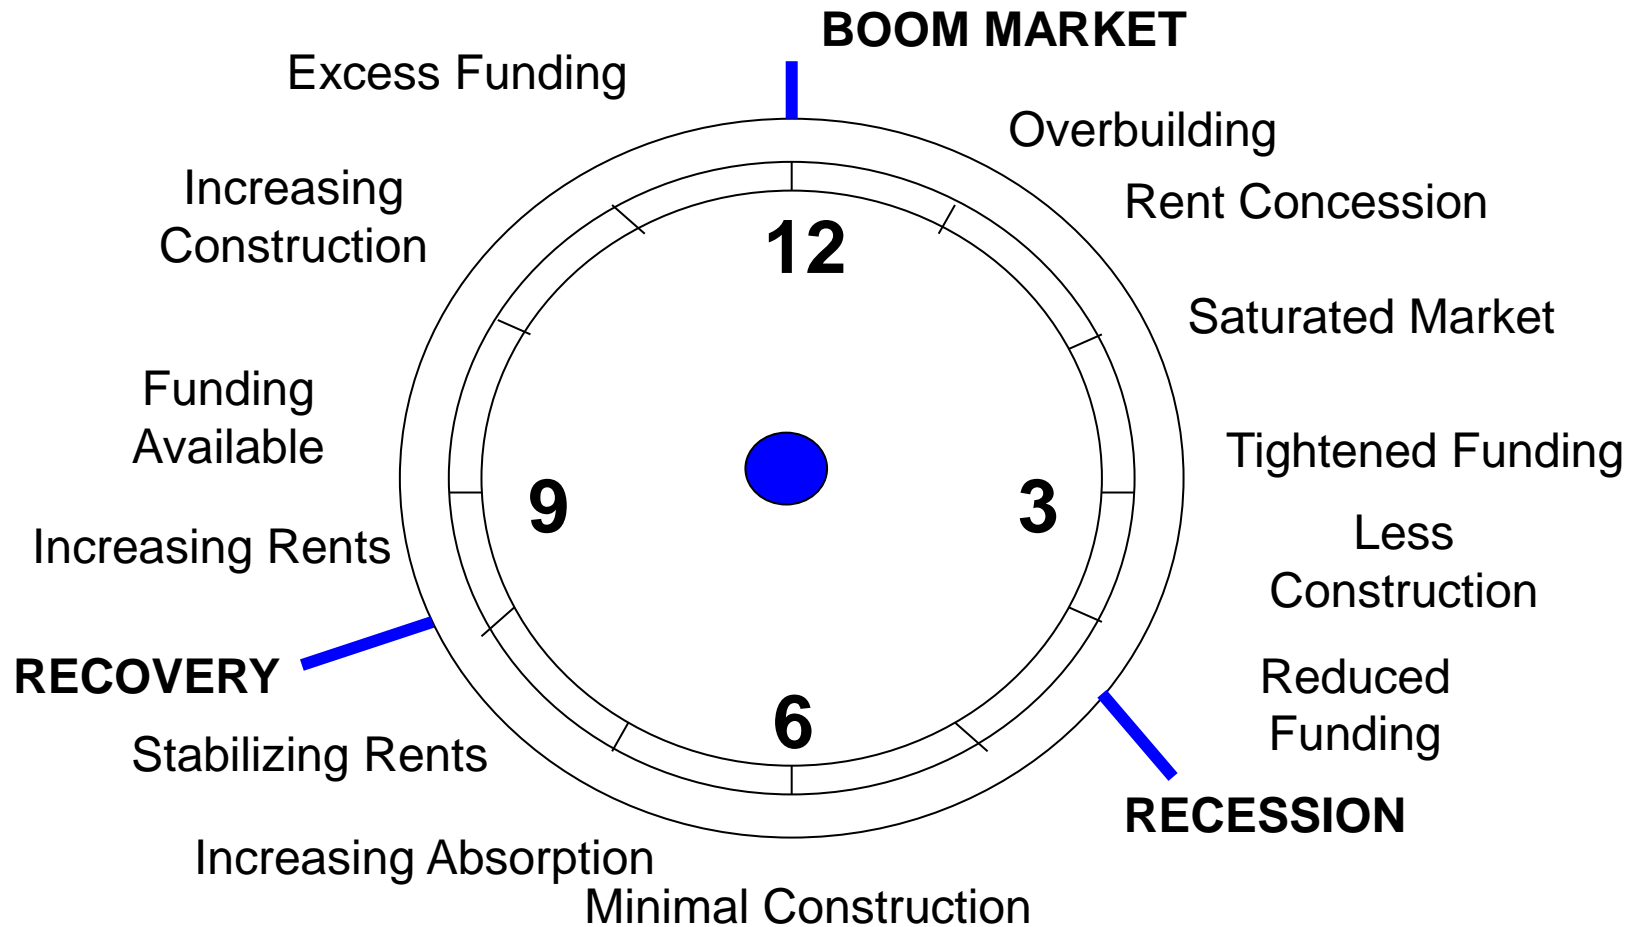 BOOM MARKET
Excess Funding
Overbuilding
Increasing
Construction
Rent Concession
12
Saturated Market
Funding
Available
Tightened Funding
9
3
Increasing Rents
Less
Construction
RECOVERY
Reduced
Funding
6
Stabilizing Rents
RECESSION
Increasing Absorption
Minimal Construction